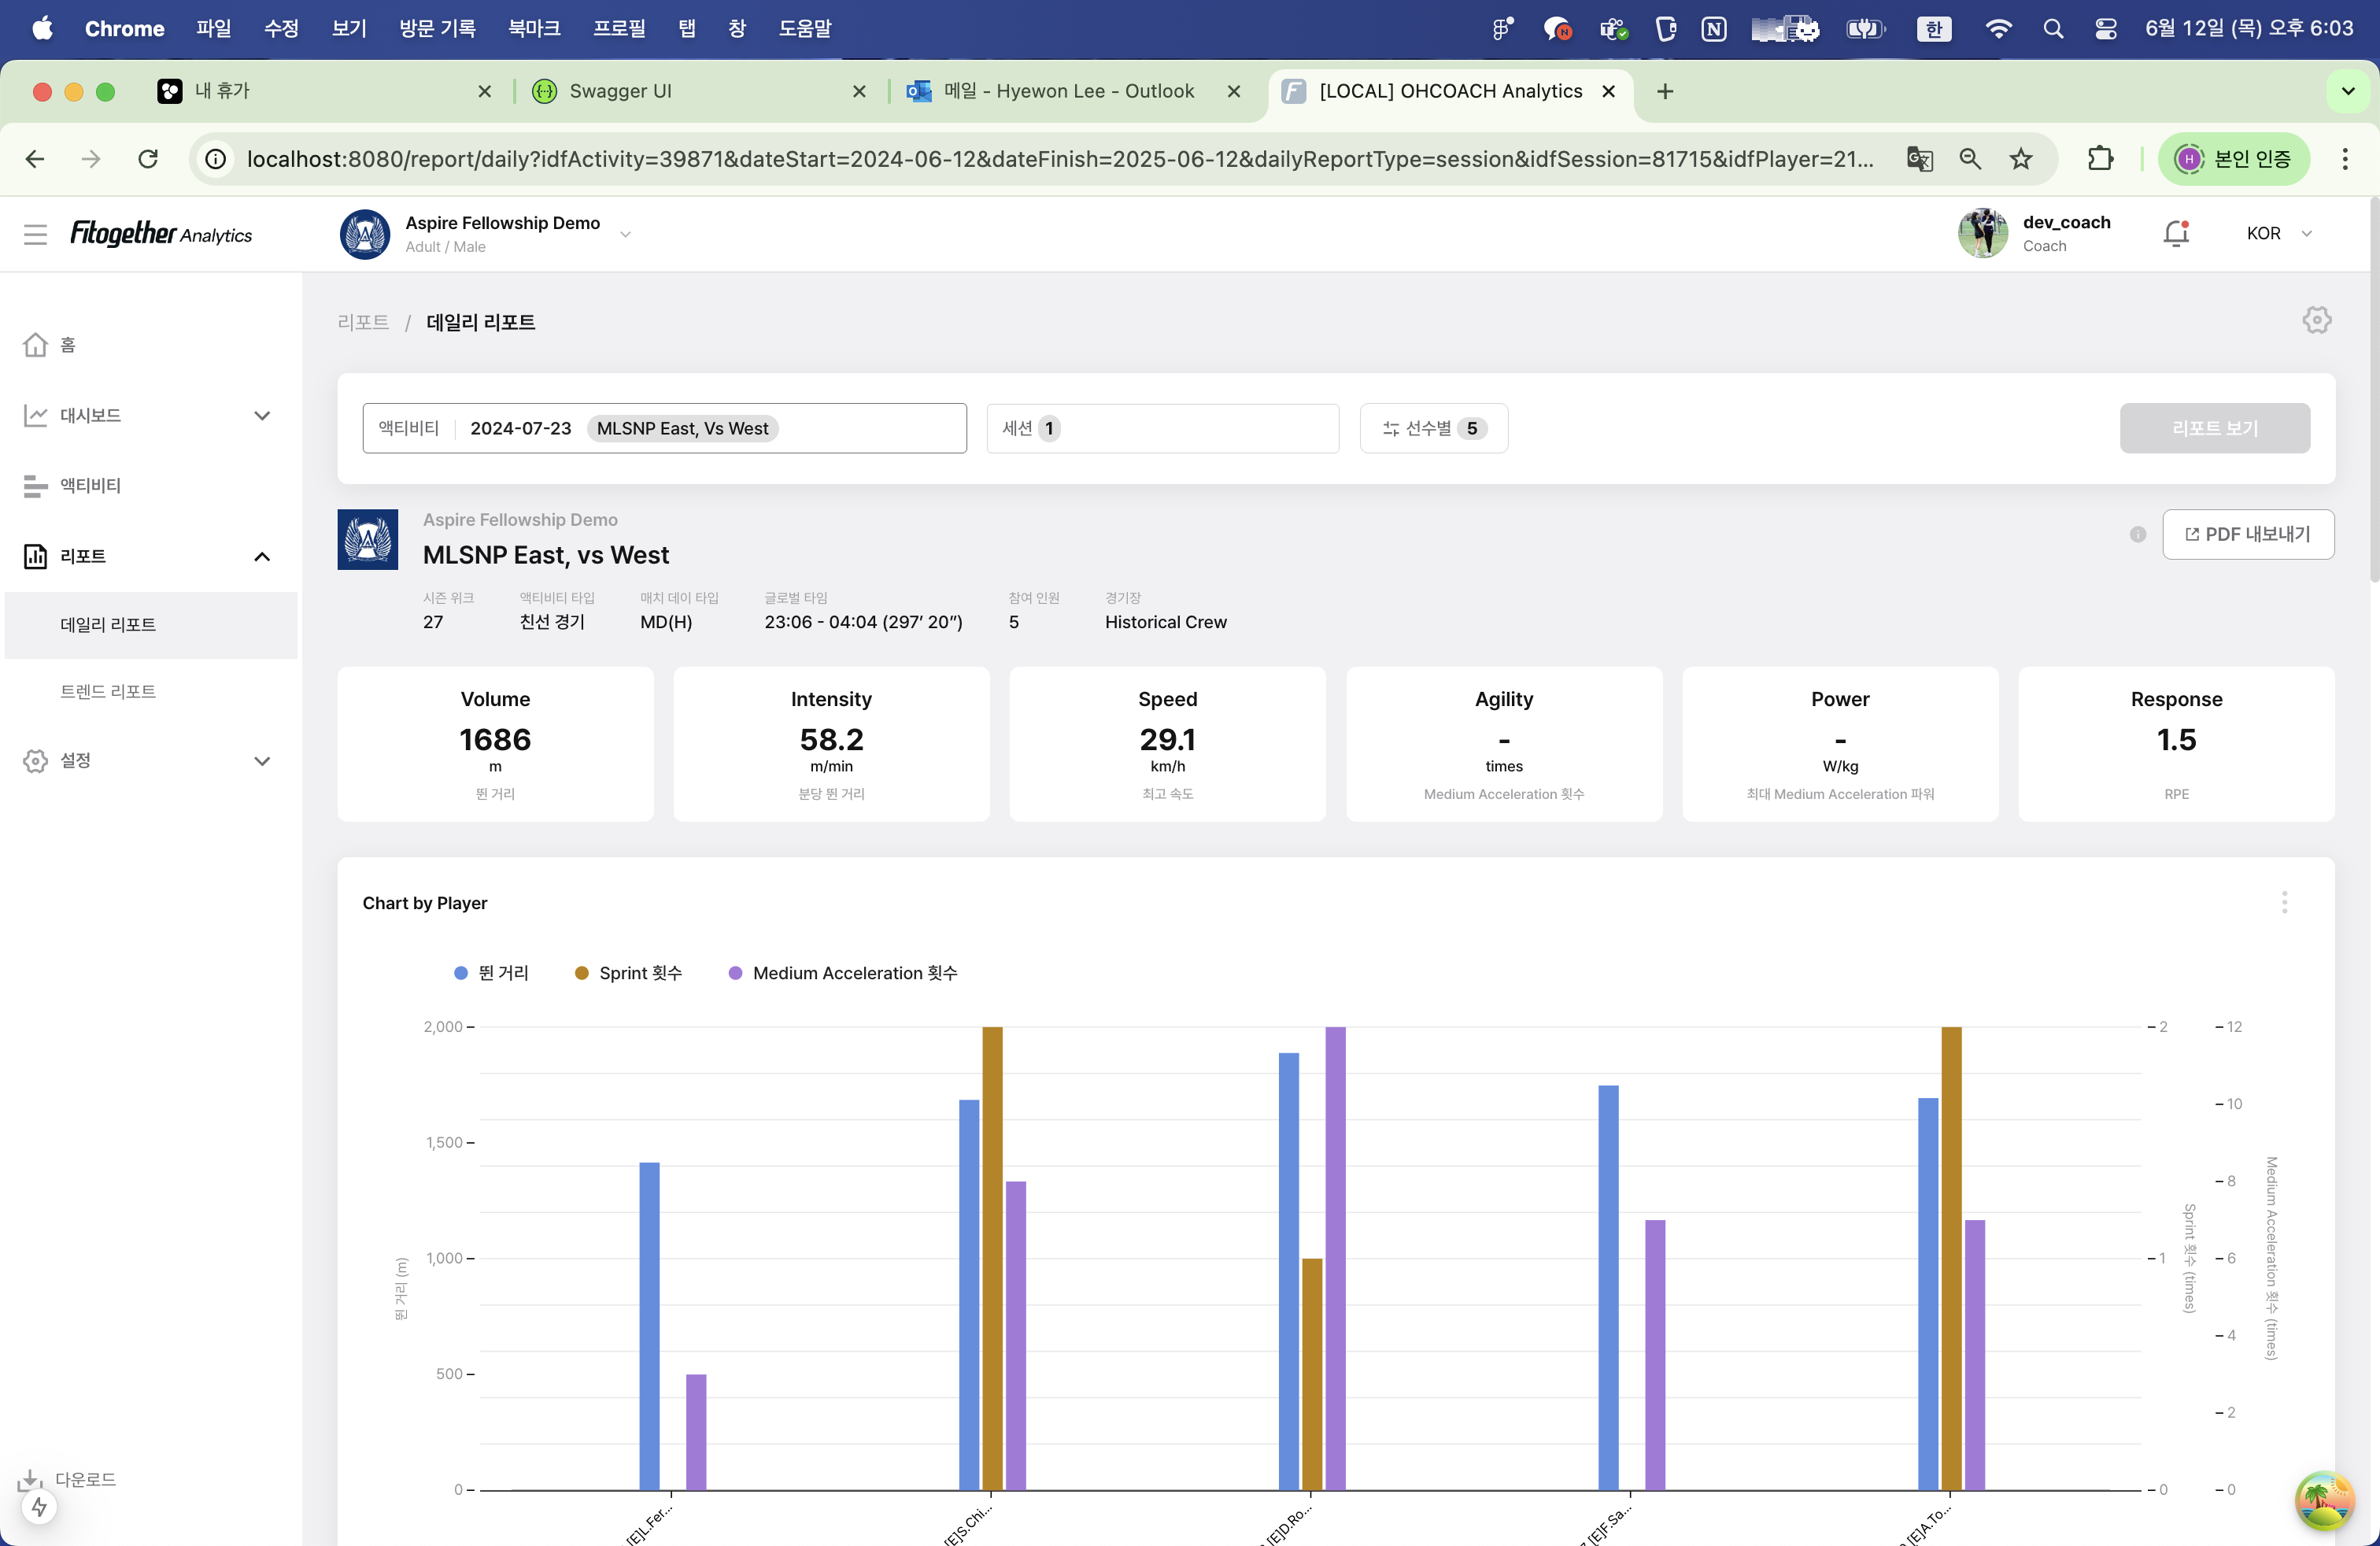 Chrome 파일 수정 보기 방문 기록 북마크 프로필 탭 창 도움말 한 6월 12일 (목) 오후 6:03
내 휴가 Swagger UI 메일 - Hyewon Lee - Outlook [LOCAL] OHCOACH Analytics
localhost:8080/report/daily?idfActivity=39871&dateStart=2024-06-12&dateFinish=2025-06-12&dailyReportType=session&idfSession=81715&idfPlayer=21... H 본인 인증
Fitogether Analytics
Aspire Fellowship Demo
Adult / Male
dev_coach
Coach
KOR
홈
대시보드
액티비티
리포트
데일리 리포트
트렌드 리포트
설정
다운로드
리포트 / 데일리 리포트
액티비티 2024-07-23 MLSNP East, Vs West 세션 1 선수별 5 리포트 보기
Aspire Fellowship Demo
MLSNP East, vs West
PDF 내보내기
시즌 위크 액티비티 타입 매치 데이 타입 글로벌 타임 참여 인원 경기장
27 친선 경기 MD(H) 23:06 - 04:04 (297′ 20″) 5 Historical Crew
Volume
1686
m
뛴 거리
Intensity
58.2
m/min
분당 뛴 거리
Speed
29.1
km/h
최고 속도
Agility
-
times
Medium Acceleration 횟수
Power
-
W/kg
최대 Medium Acceleration 파워
Response
1.5
RPE
Chart by Player
뛴 거리 Sprint 횟수 Medium Acceleration 횟수
2,000
1,500
1,000
500
0
뛴 거리 (m)
2
1
0
Sprint 횟수 (times)
12
10
8
6
4
2
0
Medium Acceleration 횟수 (times)
[E]L.Fer...
[E]S.Chi...
[E]D.Ro...
[E]F.Sa...
[E]A.To...